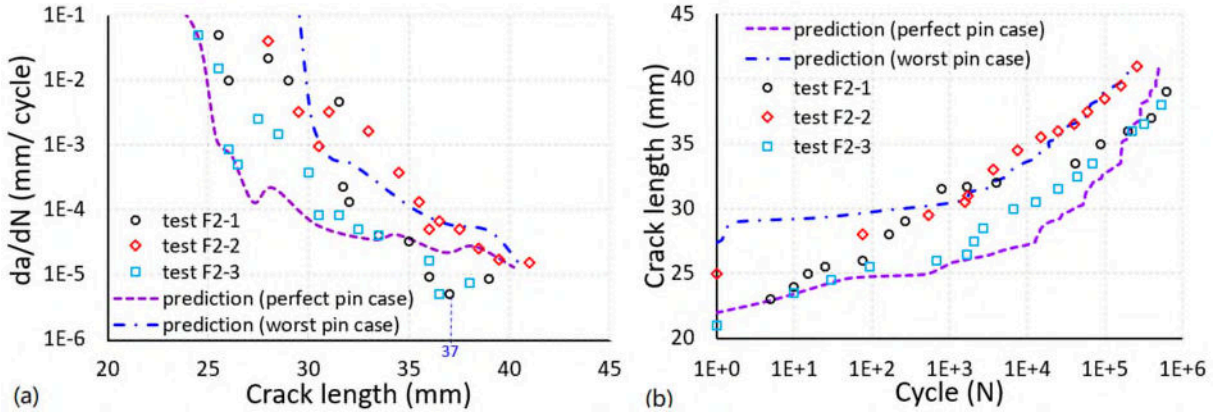 1E-1
1E-2
1E-3
1E-4
1E-5
1E-6
da/dN (mm/ cycle)
test F2-1
test F2-2
test F2-3
prediction (perfect pin case)
prediction (worst pin case)
37
20 25 30 35 40 45
(a)
Crack length (mm)
45
40
35
30
25
20
Crack length (mm)
prediction (perfect pin case)
prediction (worst pin case)
test F2-1
test F2-2
test F2-3
1E+0 1E+1 1E+2 1E+3 1E+4 1E+5 1E+6
(b)
Cycle (N)